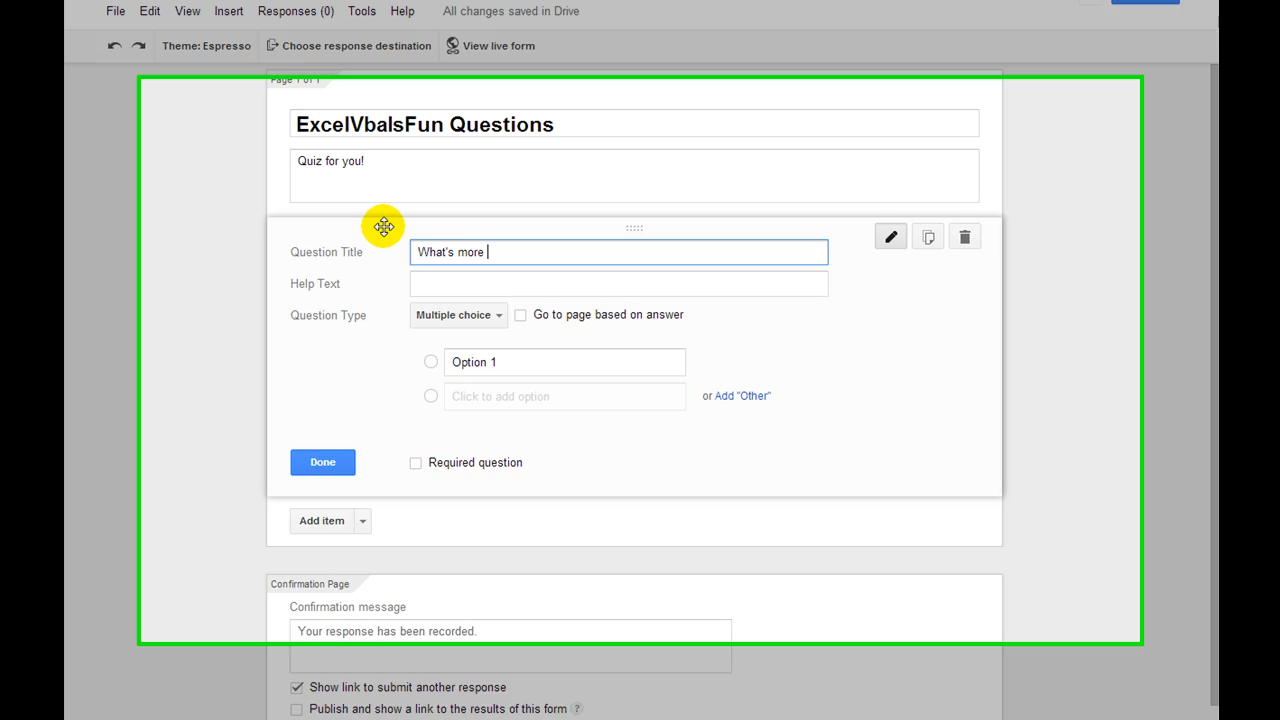 File Edit View Insert Responses (0) Tools Help All changes saved in Drive
Theme: Espresso Choose response destination View live form
Page 1 of 1
ExcelVbaIsFun Questions
Quiz for you!
Question Title What's more
Help Text
Question Type Multiple choice Go to page based on answer
Option 1
Click to add option or Add "Other"
Done Required question
Add item
Confirmation Page
Confirmation message
Your response has been recorded.
Show link to submit another response
Publish and show a link to the results of this form ?